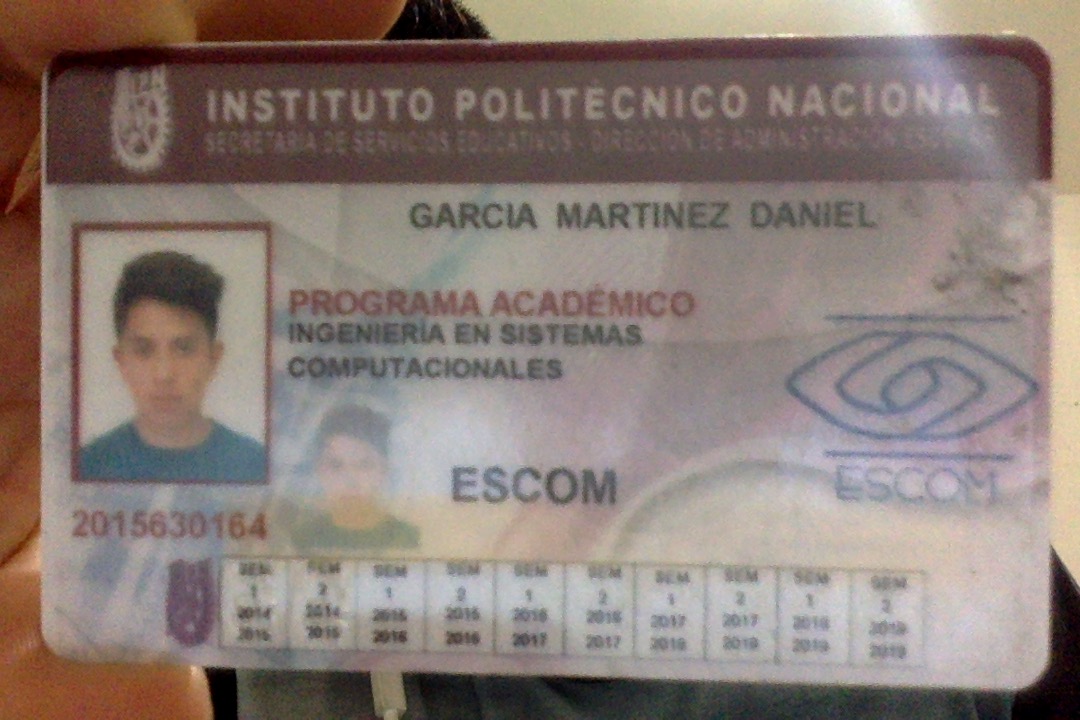 INSTITUTO POLITÉCNICO NACIONAL
SECRETARIA DE SERVICIOS EDUCATIVOS - DIRECCIÓN DE ADMINISTRACIÓN ESCOLAR
GARCIA MARTINEZ DANIEL
PROGRAMA ACADÉMICO
INGENIERÍA EN SISTEMAS
COMPUTACIONALES
ESCOM
ESCOM
2015630164
SEM SEM SEM SEM SEM SEM SEM SEM SEM SEM
1 2 1 2 1 2 1 2 1 2
2014 2014 2015 2015 2016 2016 2017 2017 2018 2018
2015 2015 2016 2016 2017 2017 2018 2018 2019 2019